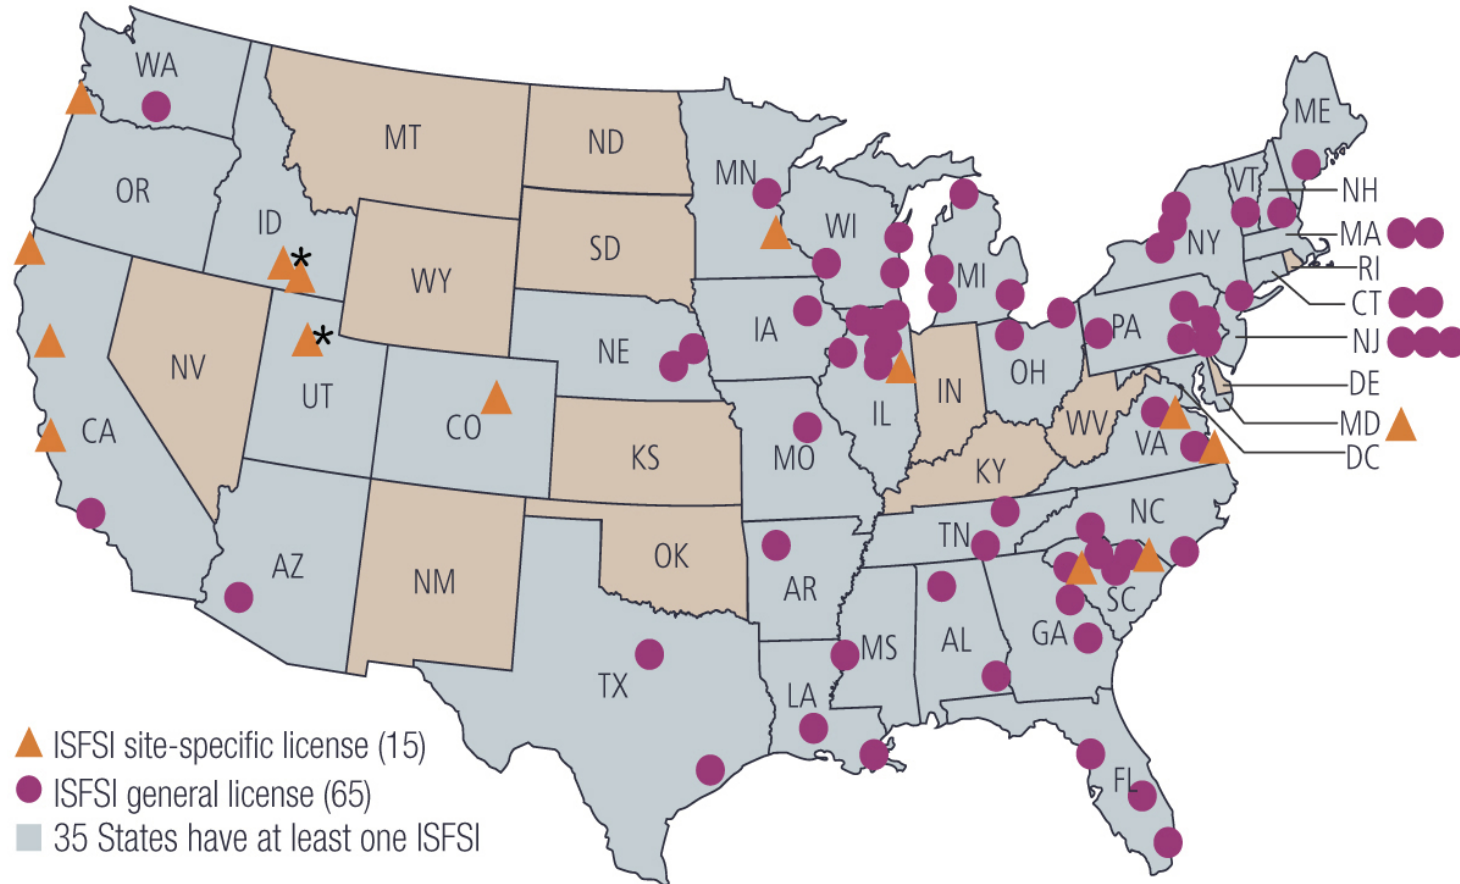 WA
MT
ND
MN
ME
OR
ID
*
SD
WI
MI
VT
NH
NY
MA
RI
WY
CT
IA
PA
NJ
NV
UT
*
NE
IL
IN
OH
DE
CA
CO
WV
MD
VA
DC
KS
MO
KY
AZ
NM
OK
TN
NC
AR
SC
TX
LA
MS
AL
GA
FL
ISFSI site-specific license (15)
ISFSI general license (65)
35 States have at least one ISFSI